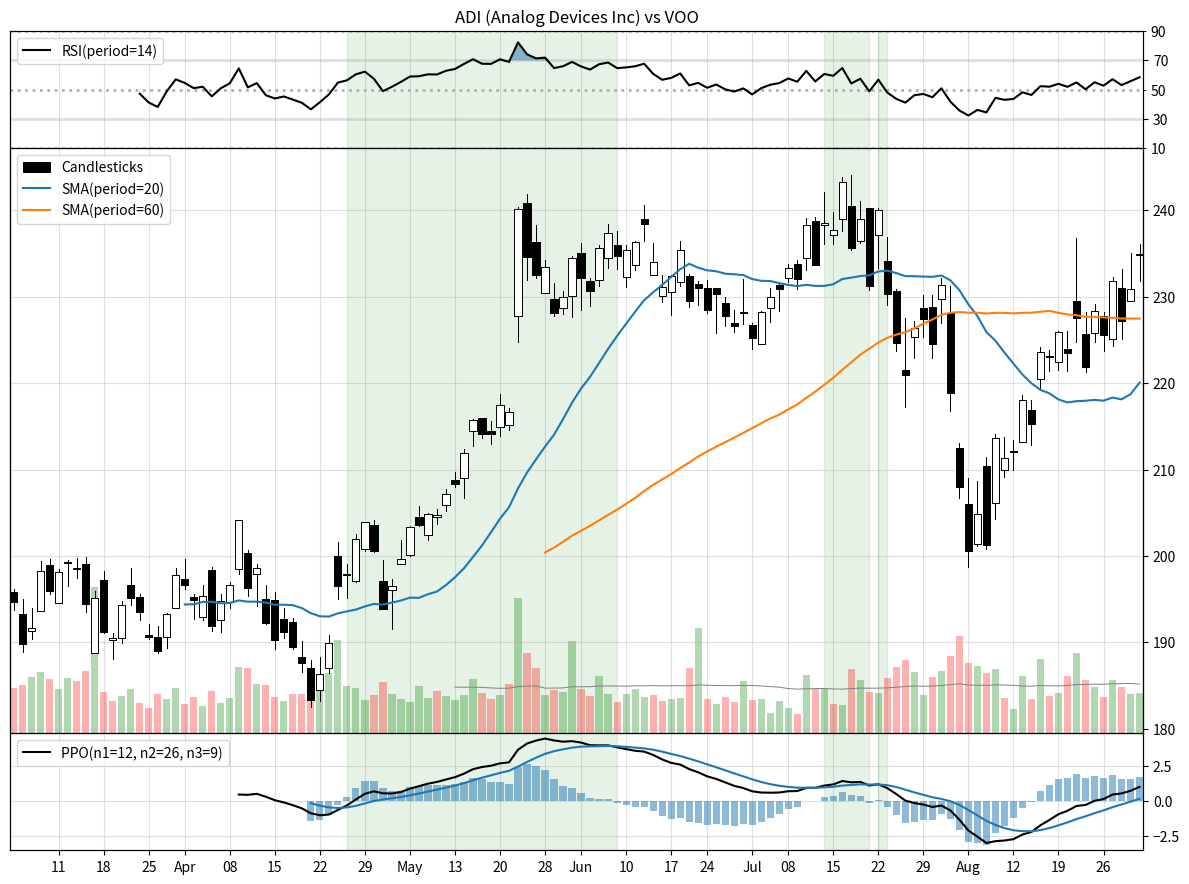 ADI (Analog Devices Inc) vs VOO
RSI(period=14)
90
70
50
30
10
Candlesticks
SMA(period=20)
SMA(period=60)
240
230
220
210
200
190
180
PPO(n1=12, n2=26, n3=9)
2.5
0.0
−2.5
11 18 25 Apr 08 15 22 29 May 13 20 28 Jun 10 17 24 Jul 08 15 22 29 Aug 12 19 26